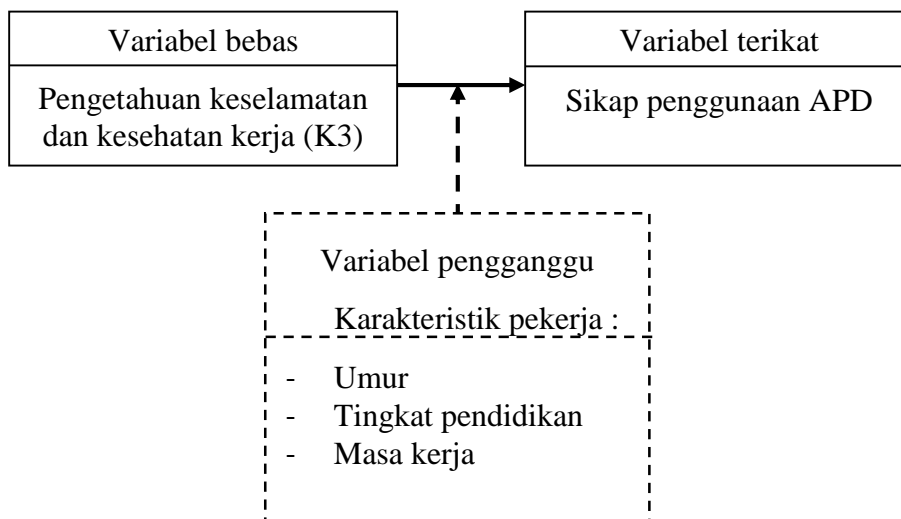 Variabel bebas
Pengetahuan keselamatan
dan kesehatan kerja (K3)
Variabel terikat
Sikap penggunaan APD
Variabel pengganggu
Karakteristik pekerja :
- Umur
- Tingkat pendidikan
- Masa kerja